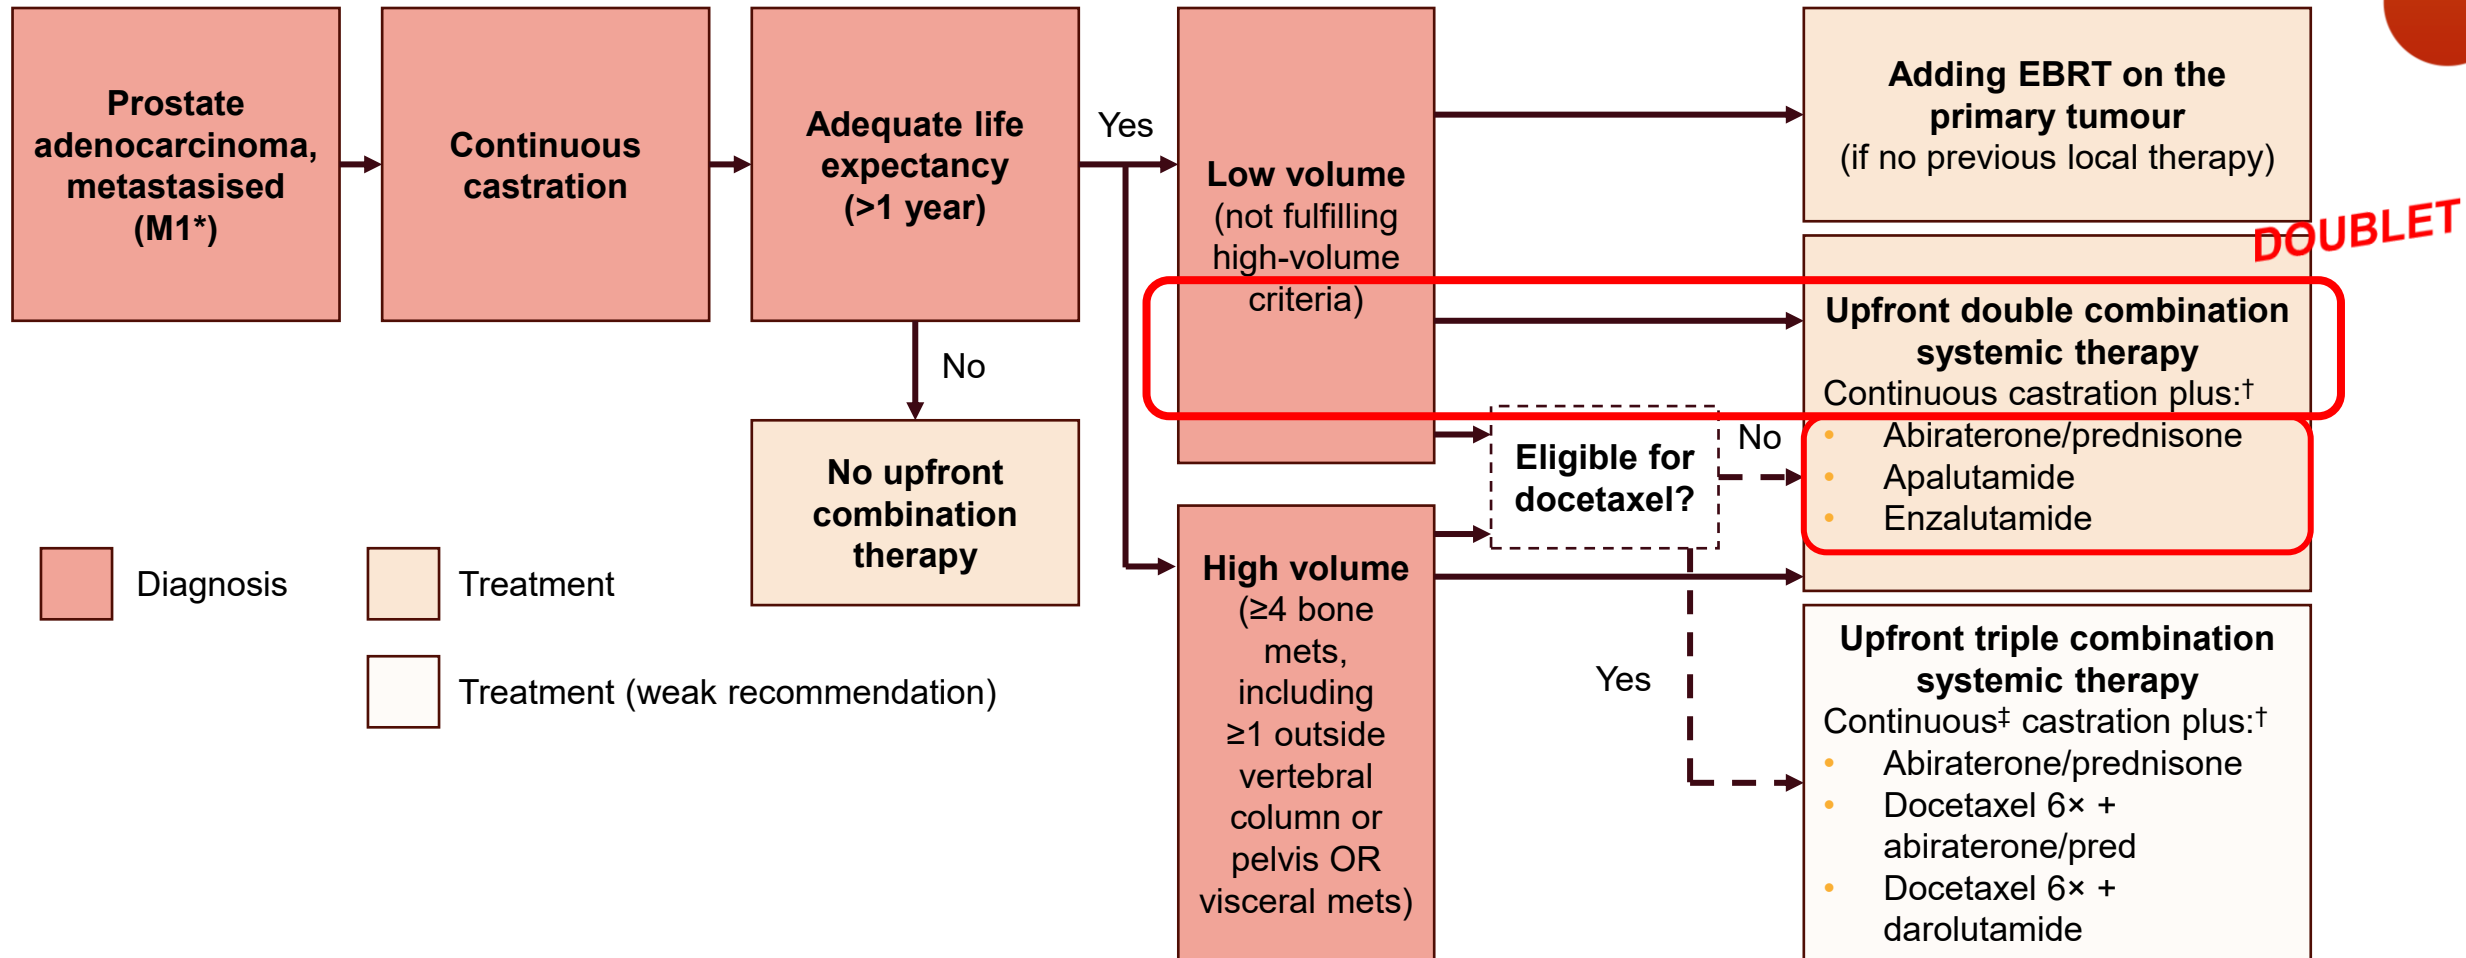 Prostate
adenocarcinoma,
metastasised
(M1*)
Continuous
castration
Adequate life
expectancy
(>1 year)
Yes
No
No upfront
combination
therapy
Low volume
(not fulfilling
high-volume
criteria)
High volume
(≥4 bone
mets,
including
≥1 outside
vertebral
column or
pelvis OR
visceral mets)
Eligible for
docetaxel?
No
Yes
Adding EBRT on the
primary tumour
(if no previous local therapy)
DOUBLET
Upfront double combination
systemic therapy
Continuous castration plus:†
• Abiraterone/prednisone
• Apalutamide
• Enzalutamide
Upfront triple combination
systemic therapy
Continuous‡ castration plus:†
• Abiraterone/prednisone
• Docetaxel 6× +
abiraterone/pred
• Docetaxel 6× +
darolutamide
Diagnosis
Treatment
Treatment (weak recommendation)